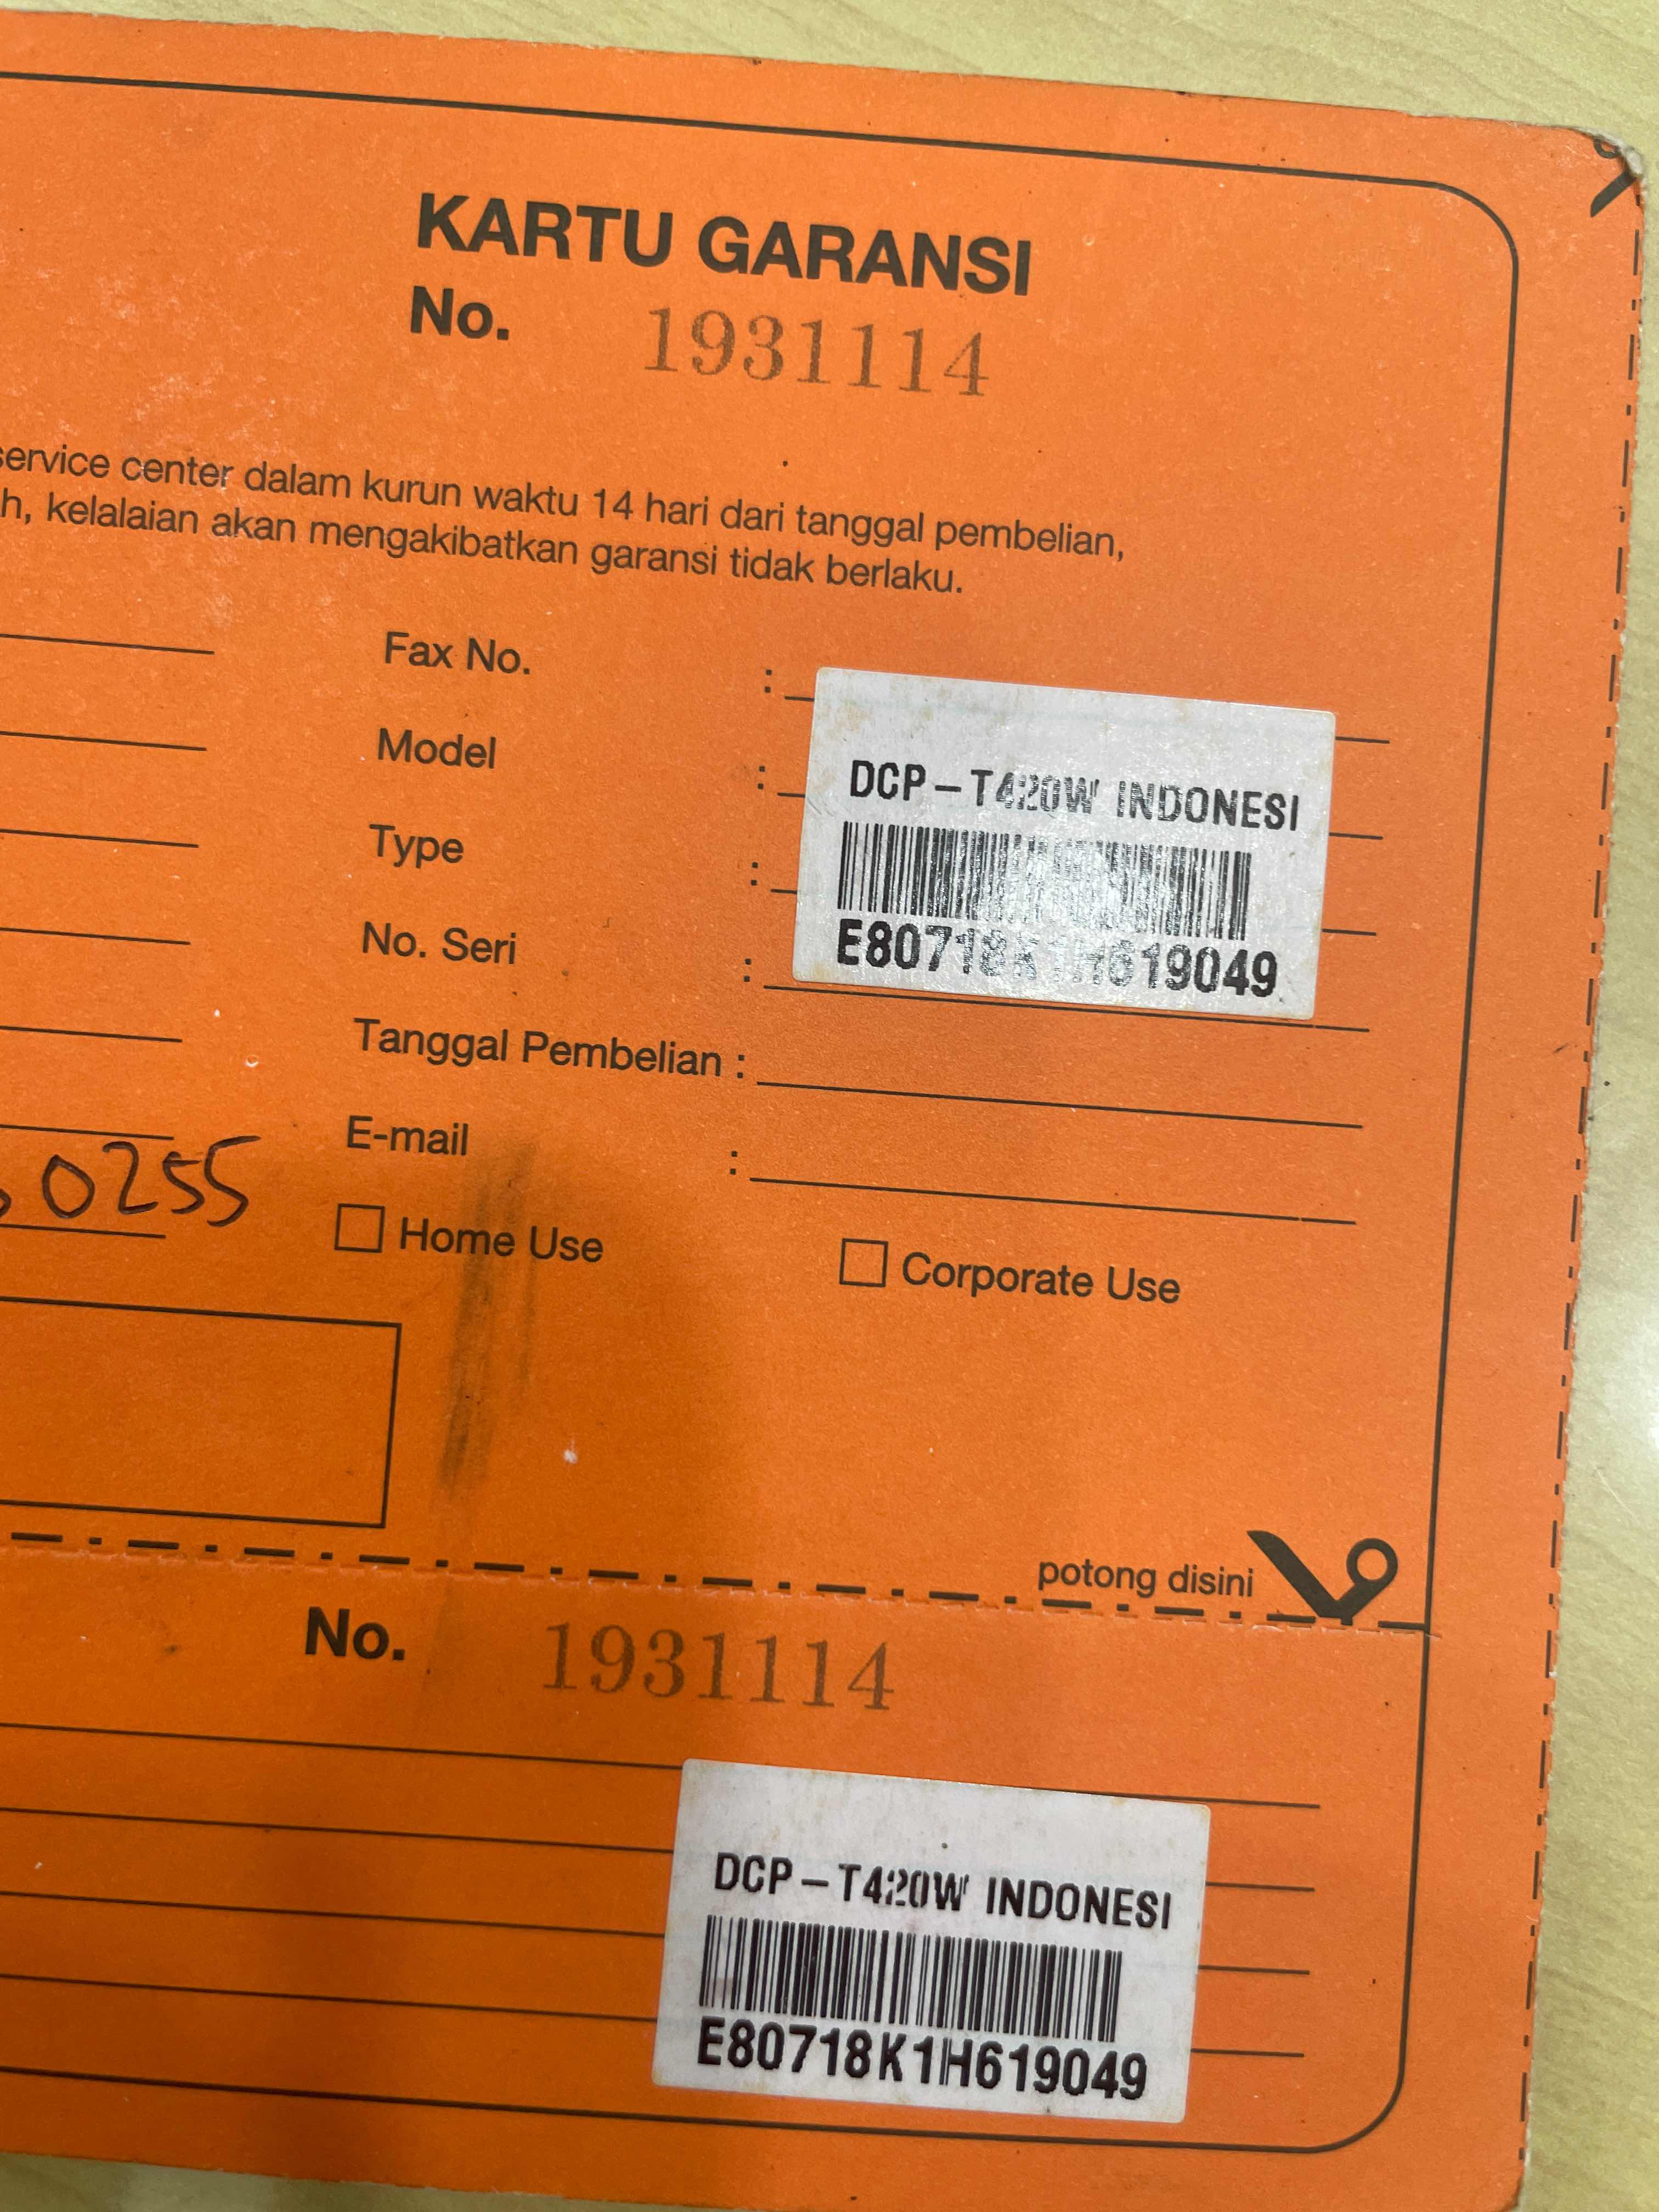 KARTU GARANSI
No. 1931114
service center dalam kurun waktu 14 hari dari tanggal pembelian,
h, kelalaian akan mengakibatkan garansi tidak berlaku.
Fax No. :
Model :
Type :
No. Seri :
DCP-T420W INDONESI
E80718K1H619049
Tanggal Pembelian :
E-mail :
0255
Home Use
Corporate Use
potong disini
No. 1931114
DCP-T420W INDONESI
E80718K1H619049